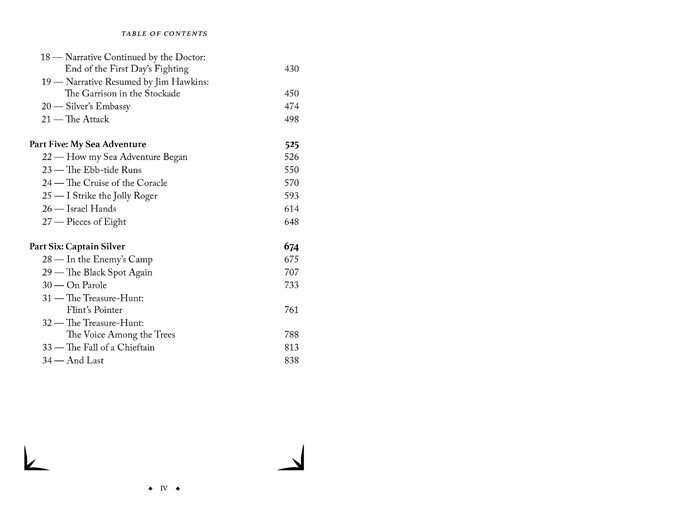 TABLE OF CONTENTS
18 — Narrative Continued by the Doctor:
End of the First Day's Fighting 430
19 — Narrative Resumed by Jim Hawkins:
The Garrison in the Stockade 450
20 — Silver's Embassy 474
21 — The Attack 498
Part Five: My Sea Adventure 525
22 — How my Sea Adventure Began 526
23 — The Ebb-tide Runs 550
24 — The Cruise of the Coracle 570
25 — I Strike the Jolly Roger 593
26 — Israel Hands 614
27 — Pieces of Eight 648
Part Six: Captain Silver 674
28 — In the Enemy's Camp 675
29 — The Black Spot Again 707
30 — On Parole 733
31 — The Treasure-Hunt:
Flint's Pointer 761
32 — The Treasure-Hunt:
The Voice Among the Trees 788
33 — The Fall of a Chieftain 813
34 — And Last 838
◆ IV ◆